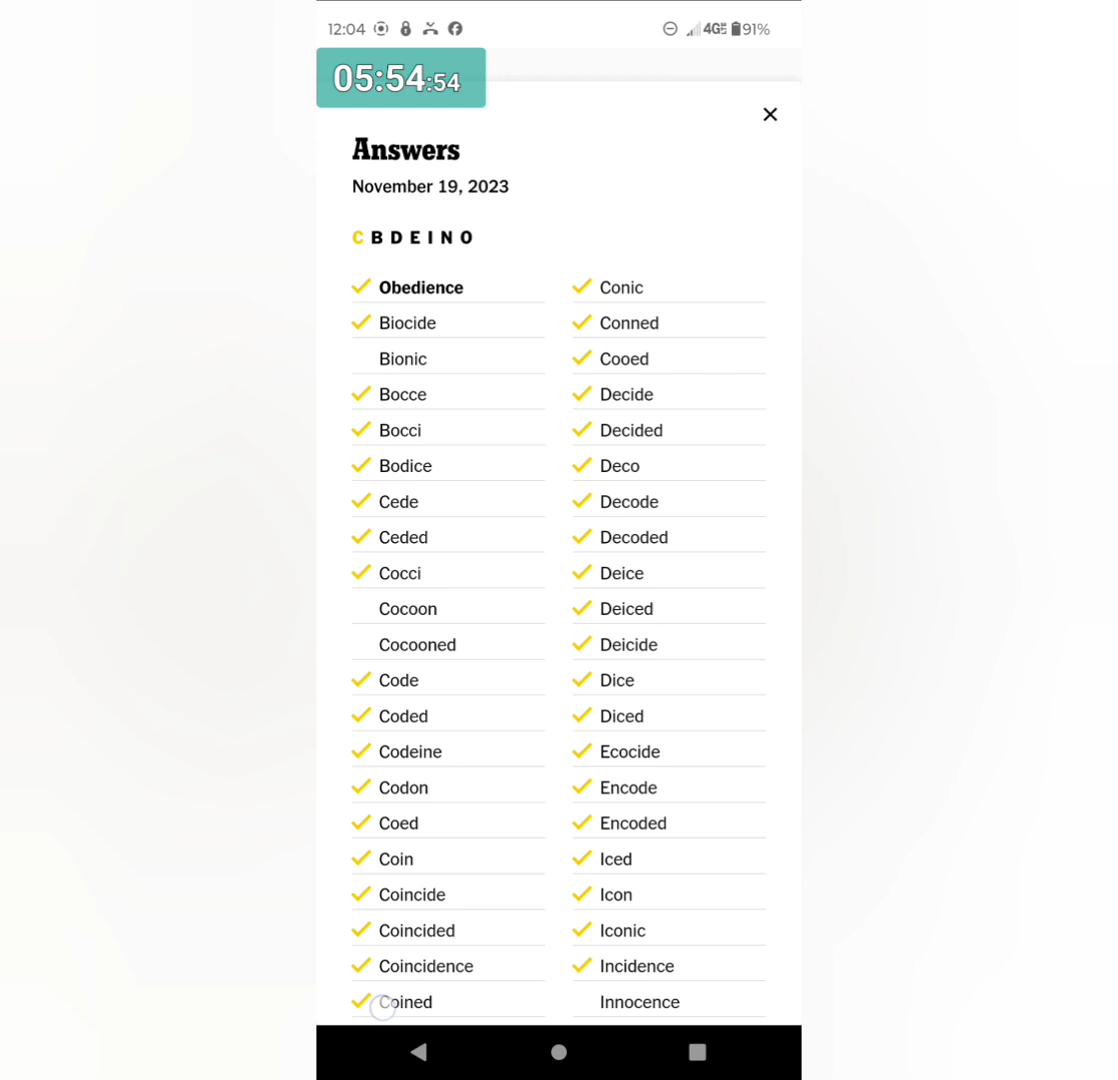 12:04 4GE 91%
05:54:54
Answers
November 19, 2023
C B D E I N O
Obedience
Biocide
Bionic
Bocce
Bocci
Bodice
Cede
Ceded
Cocci
Cocoon
Cocooned
Code
Coded
Codeine
Codon
Coed
Coin
Coincide
Coincided
Coincidence
Coined
Conic
Conned
Cooed
Decide
Decided
Deco
Decode
Decoded
Deice
Deiced
Deicide
Dice
Diced
Ecocide
Encode
Encoded
Iced
Icon
Iconic
Incidence
Innocence